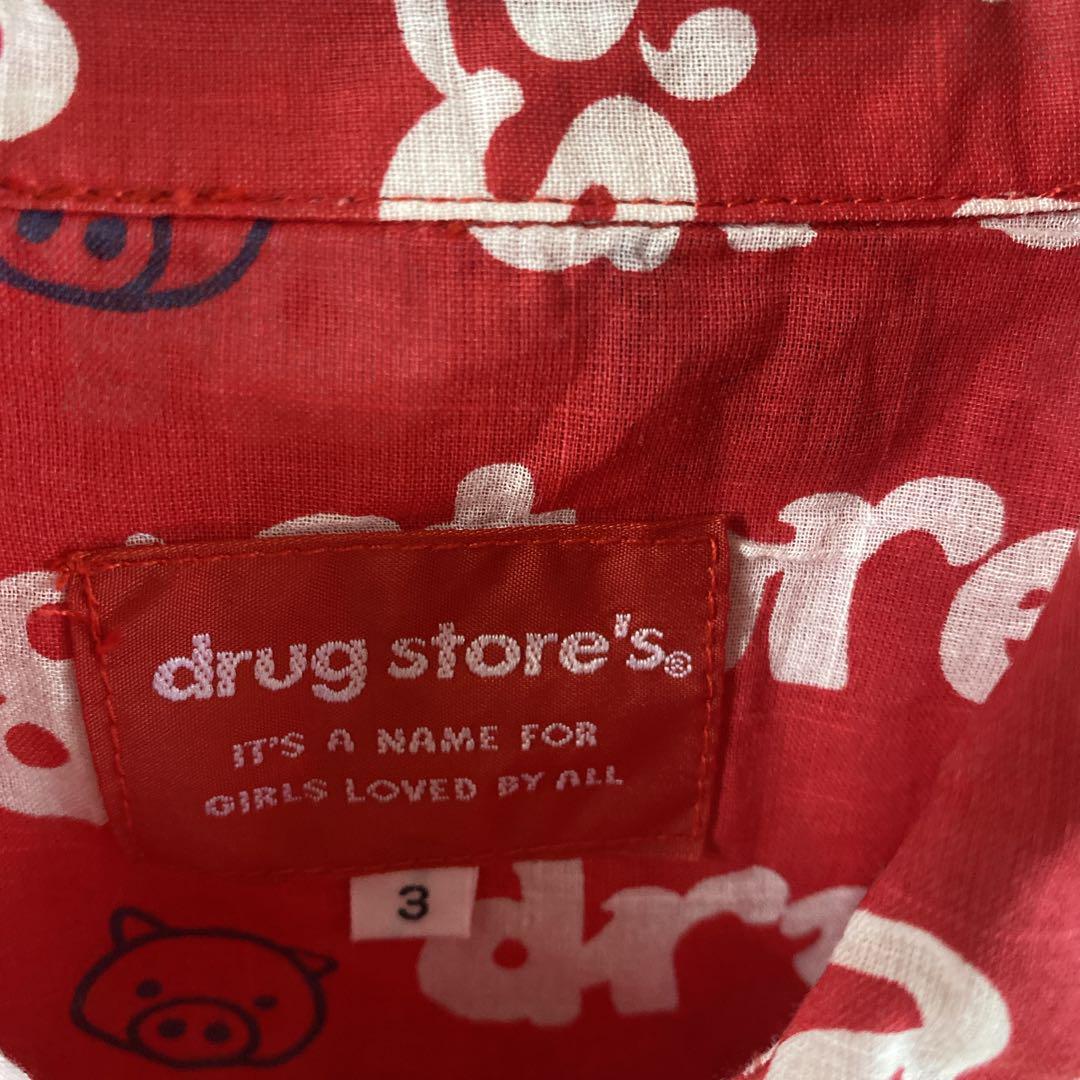 drug store's®
IT'S A NAME FOR
GIRLS LOVED BY ALL
3